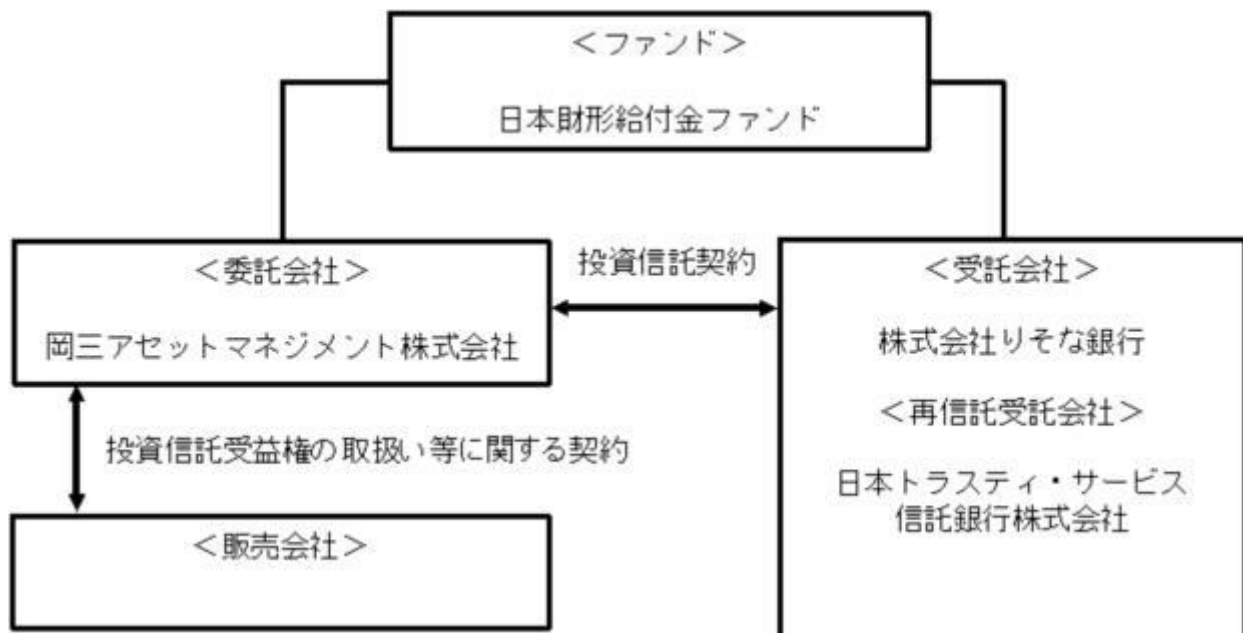 ＜ファンド＞
日本財形給付金ファンド
＜委託会社＞
岡三アセットマネジメント株式会社
投資信託契約
＜受託会社＞
株式会社りそな銀行
＜再信託受託会社＞
日本トラスティ・サービス
信託銀行株式会社
投資信託受益権の取扱い等に関する契約
＜販売会社＞